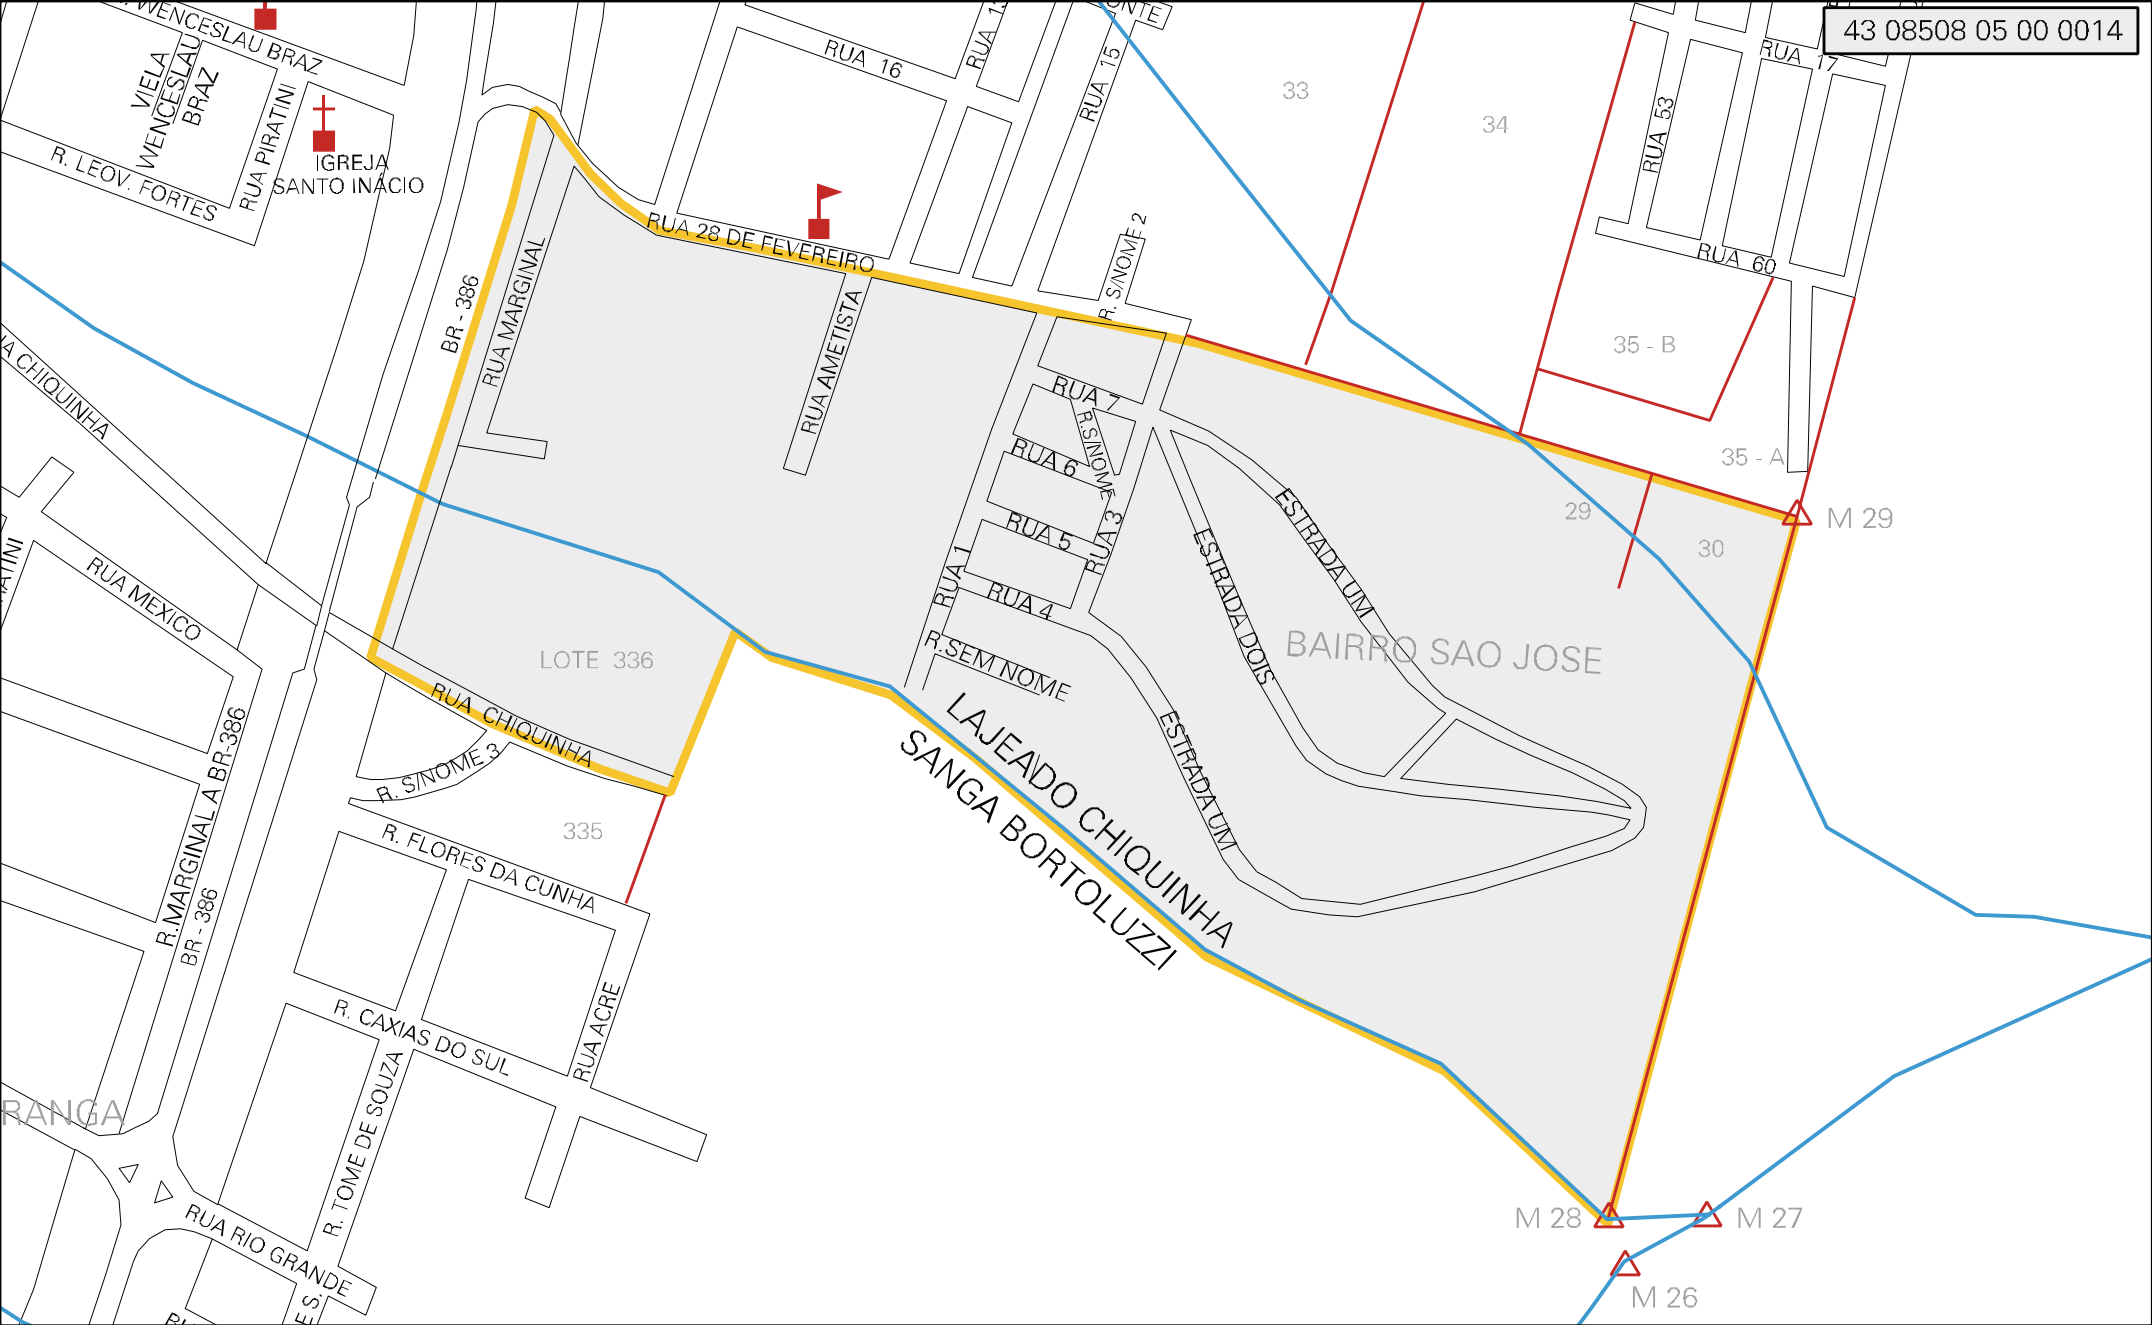 43 08508 05 00 0014
WENCESLAU BRAZ
VIELA
WENCESLAU
BRAZ
RUA PIRATINI
R. LEOV. FORTES
IGREJA
SANTO INÁCIO
RUA 16
RUA 15
RUA 17
RUA 53
RUA 60
33
34
35 - B
35 - A
R. S/NOME 2
RUA 28 DE FEVEREIRO
BR - 386
RUA MARGINAL
RUA AMETISTA
CHIQUINHA
RUA 7
R.S/NOME
RUA 6
RUA 5
RUA 3
RUA 1
RUA 4
R.SEM NOME
ESTRADA UM
ESTRADA DOIS
29
30
M 29
BAIRRO SAO JOSE
RUA MEXICO
LOTE 336
RUA CHIQUINHA
R. S/NOME 3
LAJEADO CHIQUINHA
SANGA BORTOLUZZI
ESTRADA UM
R.MARGINAL A BR-386
BR - 386
335
R. FLORES DA CUNHA
R. CAXIAS DO SUL
RUA ACRE
R. TOME DE SOUZA
RANGA
RUA RIO GRANDE
M 28
M 27
M 26